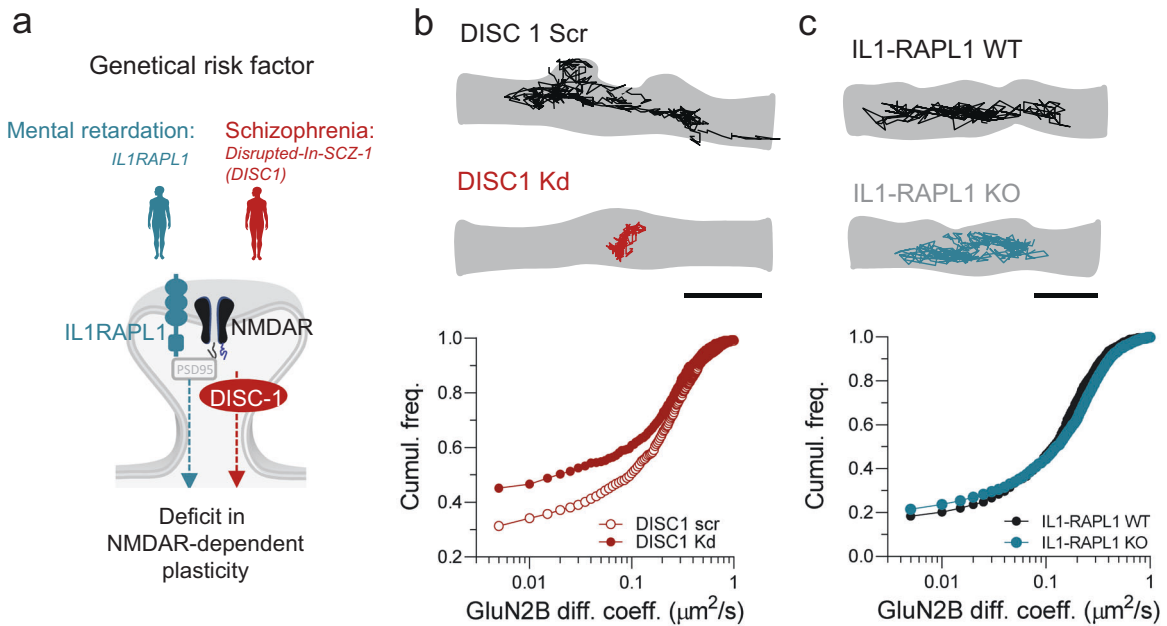 a
Genetical risk factor
Mental retardation:
IL1RAPL1
Schizophrenia:
Disrupted-In-SCZ-1
(DISC1)
IL1RAPL1
NMDAR
PSD95
DISC-1
Deficit in
NMDAR-dependent
plasticity
b
DISC 1 Scr
DISC1 Kd
Cumul. freq.
1.0
0.8
0.6
0.4
0.2
DISC1 scr
DISC1 Kd
0.01
0.1
1
GluN2B diff. coeff. (μm²/s)
c
IL1-RAPL1 WT
IL1-RAPL1 KO
Cumul. freq.
1.0
0.8
0.6
0.4
0.2
0.0
IL1-RAPL1 WT
IL1-RAPL1 KO
0.01
0.1
1
GluN2B diff. coeff. (μm²/s)